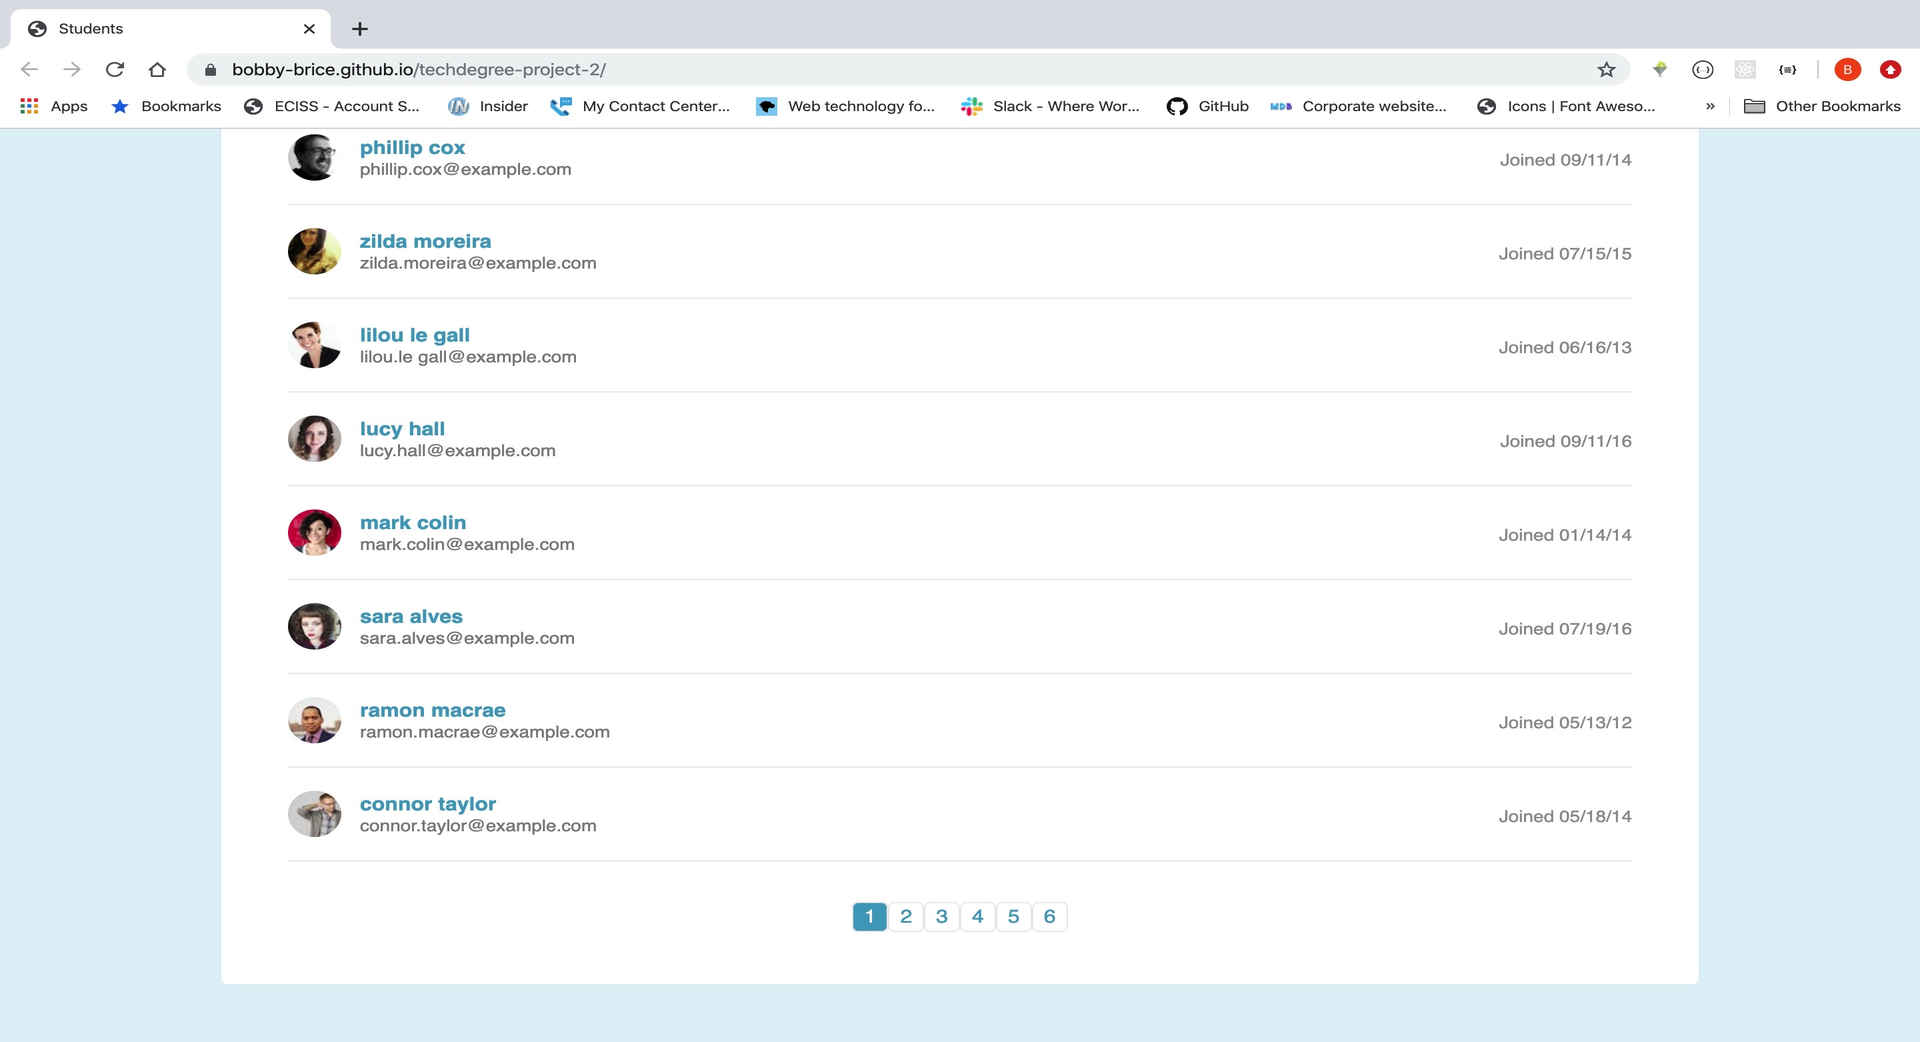 Students
bobby-brice.github.io/techdegree-project-2/
B
Apps Bookmarks ECISS - Account S... Insider My Contact Center... Web technology fo... Slack - Where Wor... GitHub MDB Corporate website... Icons | Font Aweso... » Other Bookmarks
phillip cox
phillip.cox@example.com
Joined 09/11/14
zilda moreira
zilda.moreira@example.com
Joined 07/15/15
lilou le gall
lilou.le gall@example.com
Joined 06/16/13
lucy hall
lucy.hall@example.com
Joined 09/11/16
mark colin
mark.colin@example.com
Joined 01/14/14
sara alves
sara.alves@example.com
Joined 07/19/16
ramon macrae
ramon.macrae@example.com
Joined 05/13/12
connor taylor
connor.taylor@example.com
Joined 05/18/14
1 2 3 4 5 6